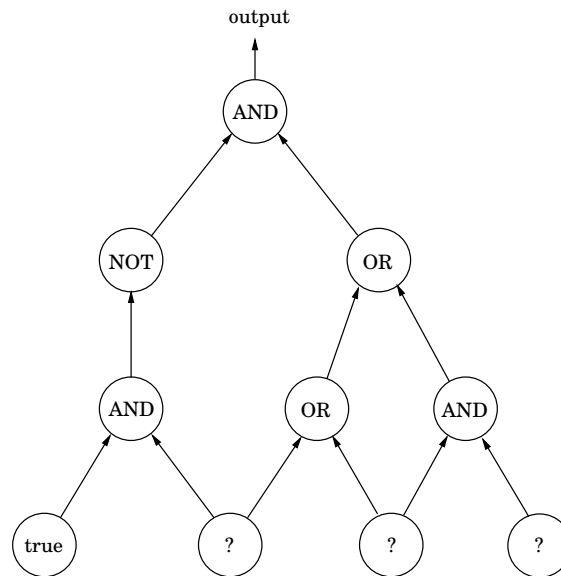 output
AND
NOT OR
AND OR AND
true ? ? ?